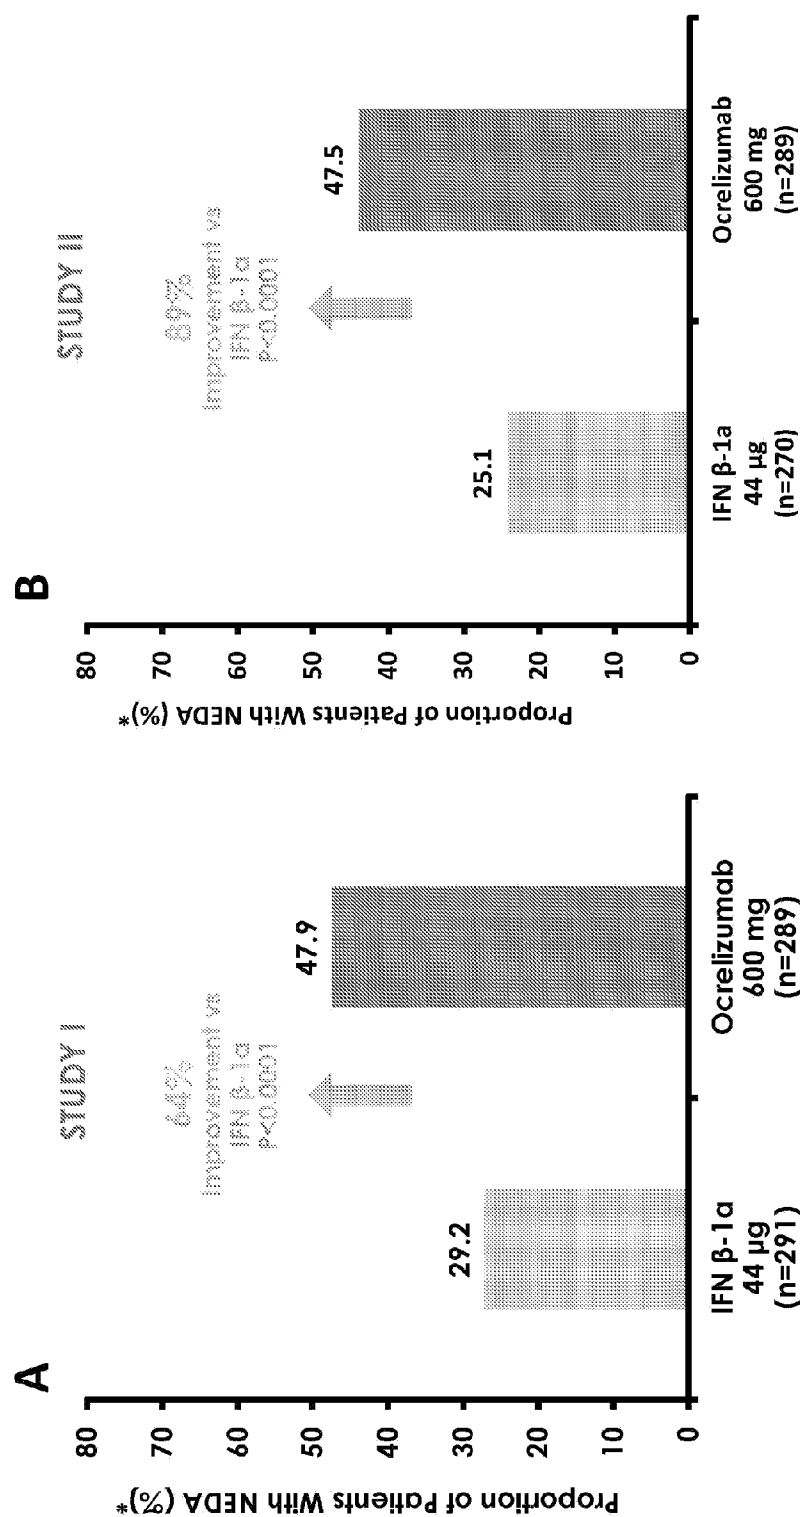 A
STUDY I
Proportion of Patients With NEDA (%)*
80
70
60
50
40
30
20
10
0
64%
Improvement vs
IFN β-1a
P<0.0001
29.2
47.9
IFN β-1a
44 µg
(n=291)
Ocrelizumab
600 mg
(n=289)
B
STUDY II
Proportion of Patients With NEDA (%)*
80
70
60
50
40
30
20
10
0
89%
Improvement vs
IFN β-1a
P<0.0001
25.1
47.5
IFN β-1a
44 µg
(n=270)
Ocrelizumab
600 mg
(n=289)